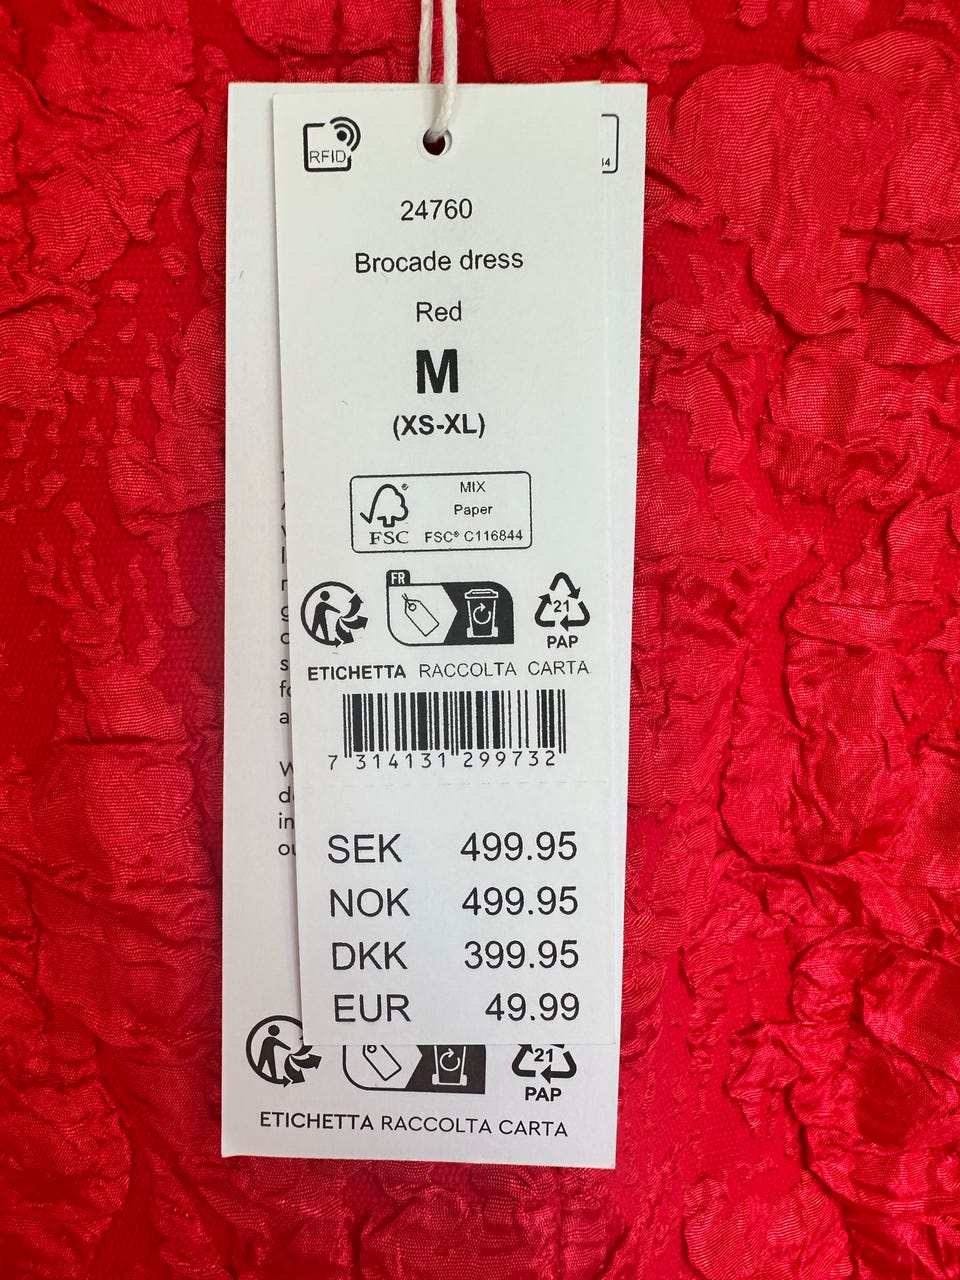 RFID
24760
Brocade dress
Red
M
(XS-XL)
FSC®
MIX
Paper
FSC® C116844
FR
21
PAP
ETICHETTA RACCOLTA CARTA
7 314131 299732
SEK 499.95
NOK 499.95
DKK 399.95
EUR 49.99
21
PAP
ETICHETTA RACCOLTA CARTA